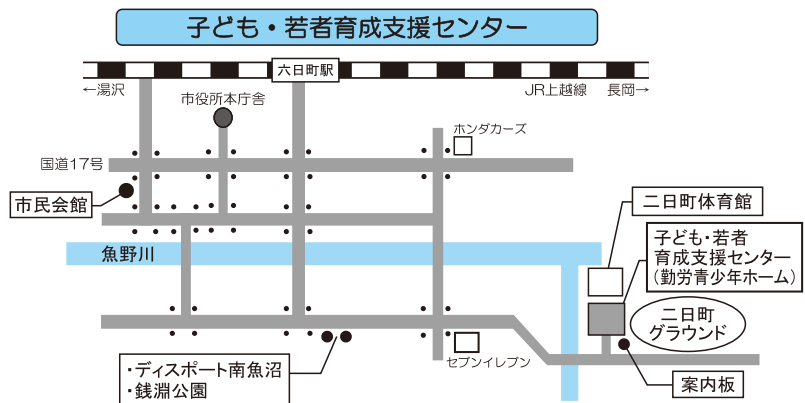 子ども・若者育成支援センター
六日町駅
←湯沢
JR上越線
長岡→
市役所本庁舎
ホンダカーズ
国道17号
市民会館
二日町体育館
子ども・若者
育成支援センター
(勤労青少年ホーム)
魚野川
二日町
グラウンド
セブンイレブン
・ディスポート南魚沼
・銭淵公園
案内板